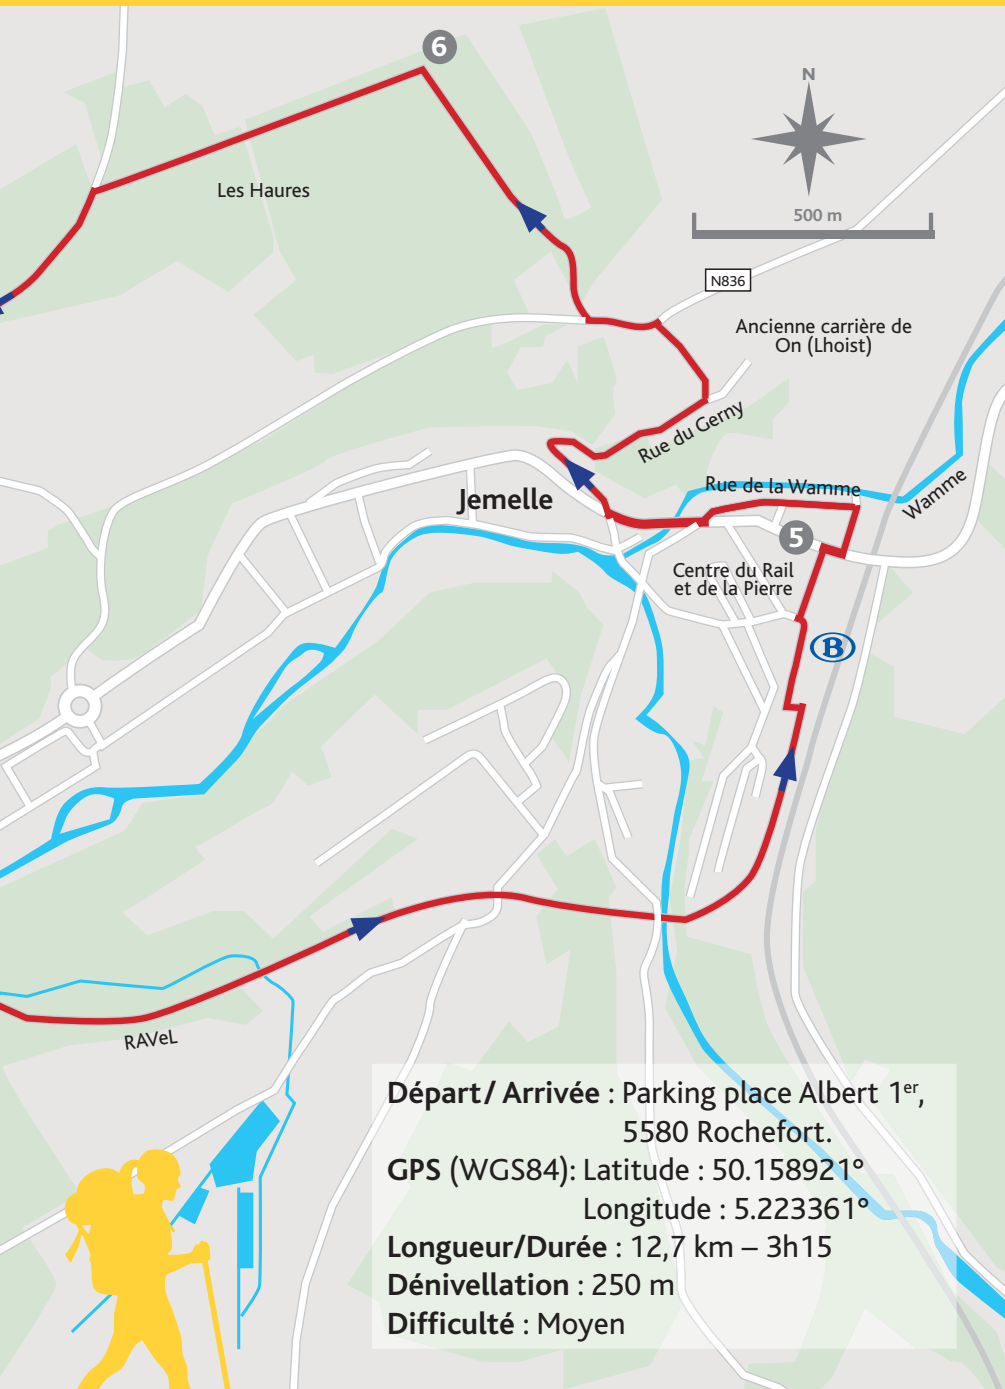 6
N
Les Haures
500 m
N836
Ancienne carrière de
On (Lhoist)
Rue du Gerny
Rue de la Wamme
Wamme
Jemelle
5
Centre du Rail
et de la Pierre
B
RAVeL
Départ/ Arrivée : Parking place Albert 1er,
5580 Rochefort.
GPS (WGS84): Latitude : 50.158921°
Longitude : 5.223361°
Longueur/Durée : 12,7 km – 3h15
Dénivellation : 250 m
Difficulté : Moyen